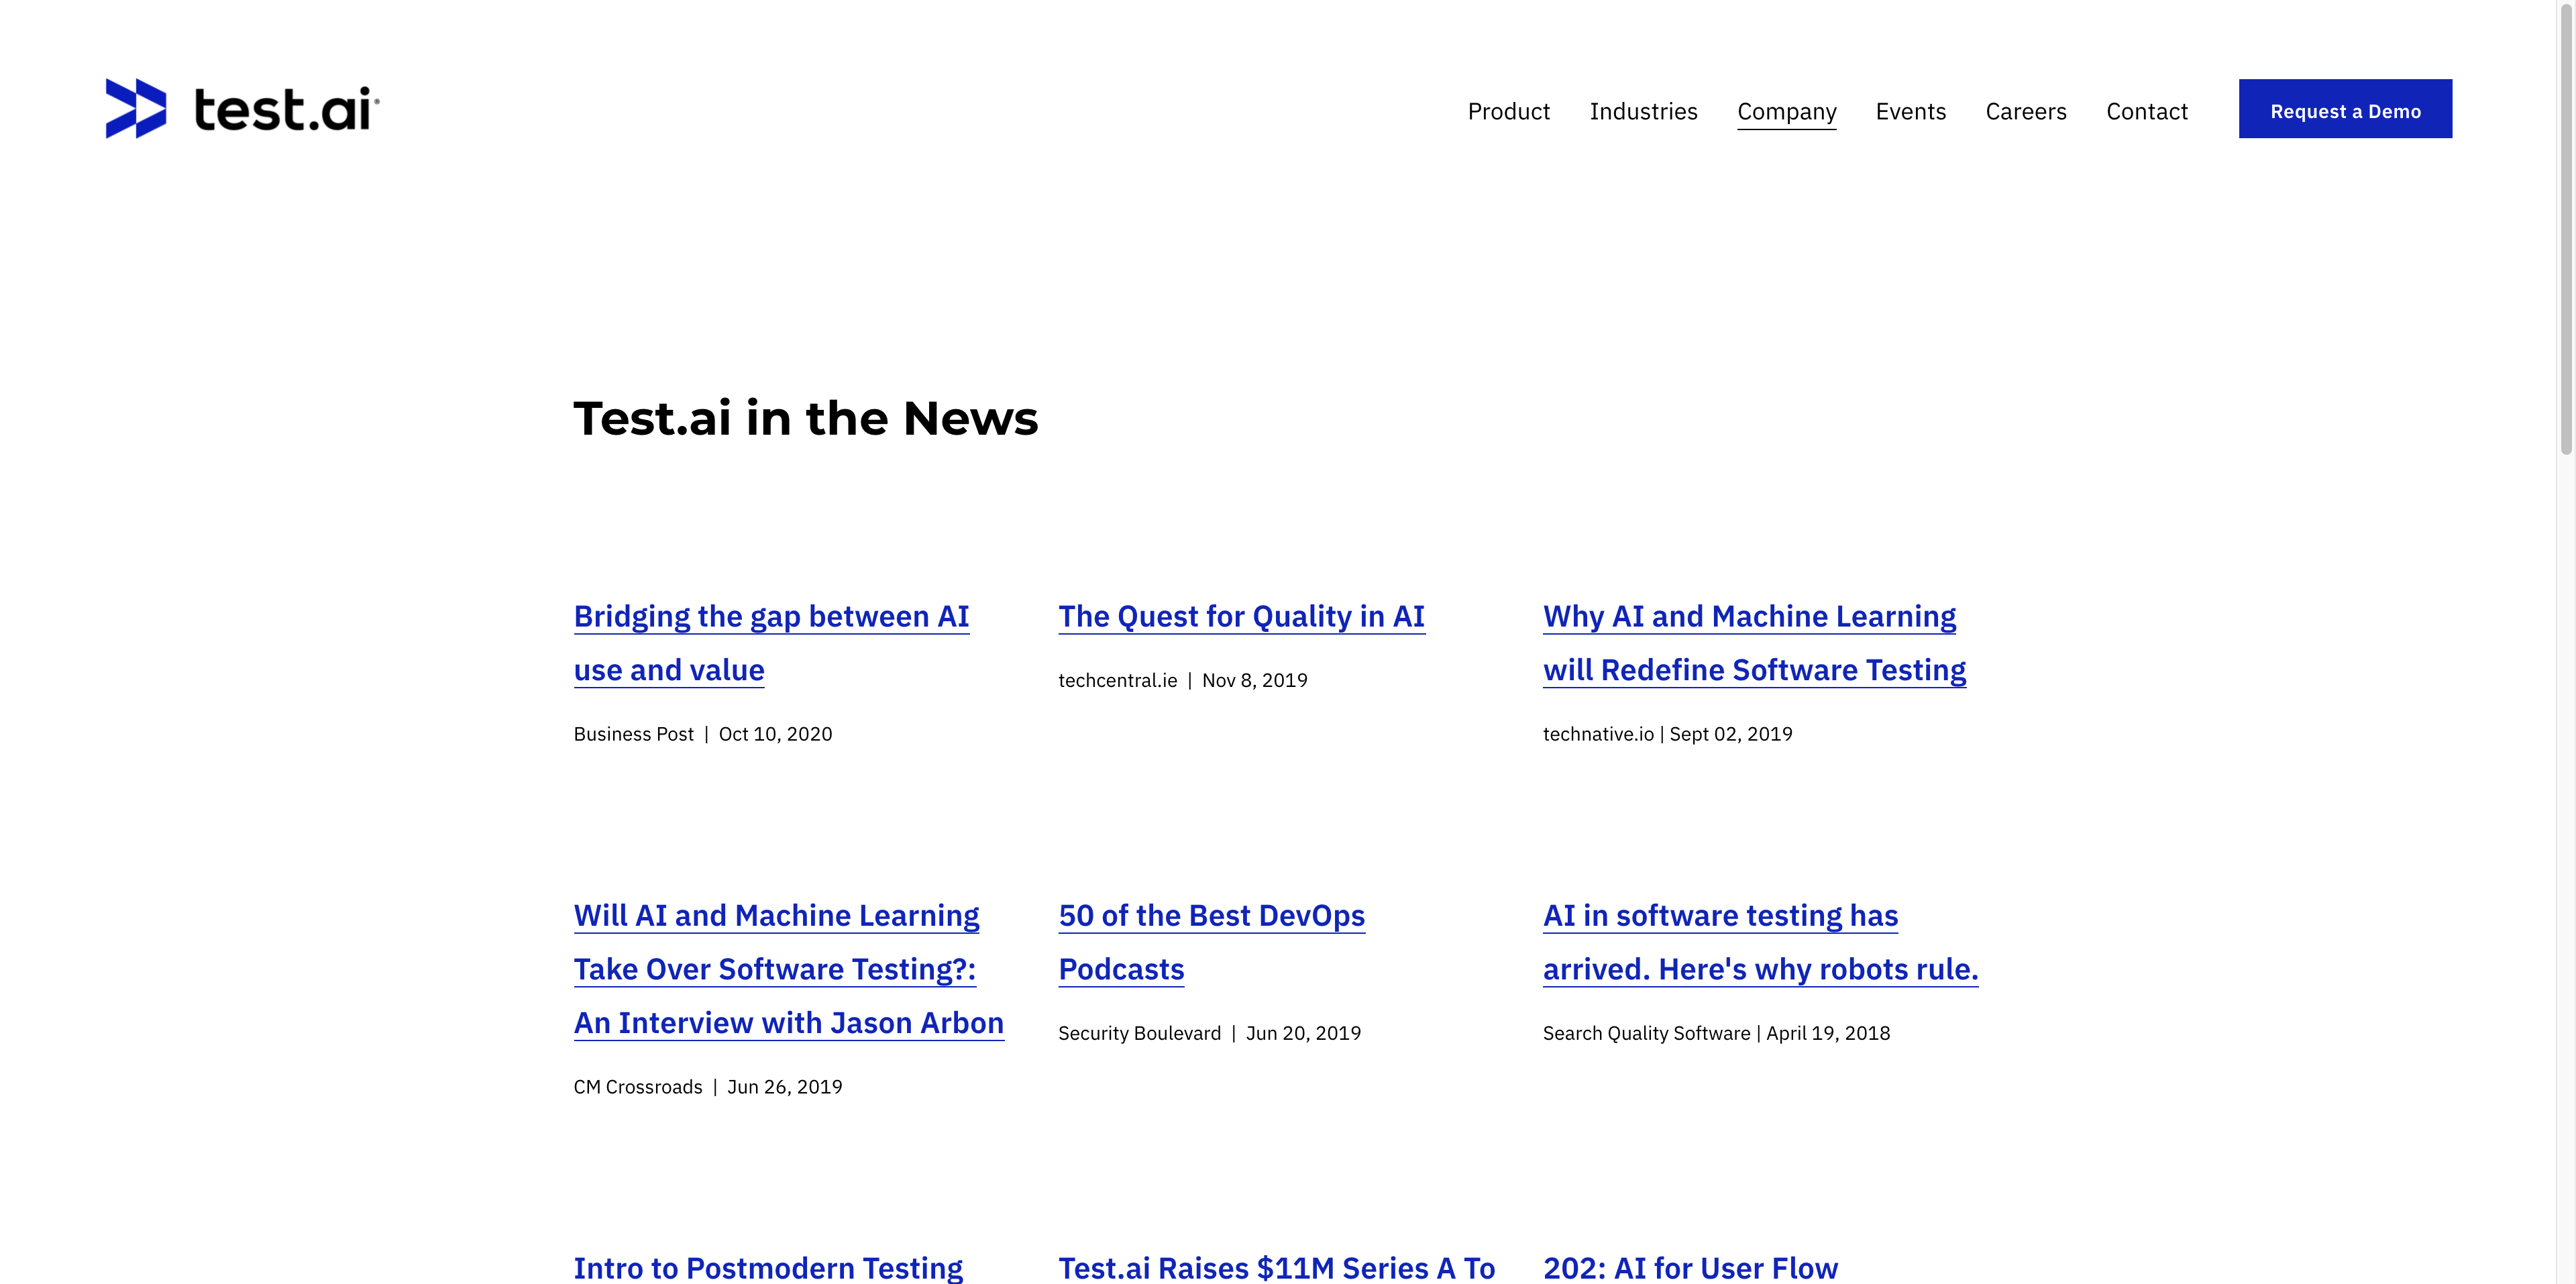 test.ai
Product
Industries
Company
Events
Careers
Contact
Request a Demo
Test.ai in the News
Bridging the gap between AI
use and value
Business Post | Oct 10, 2020
The Quest for Quality in AI
techcentral.ie | Nov 8, 2019
Why AI and Machine Learning
will Redefine Software Testing
technative.io | Sept 02, 2019
Will AI and Machine Learning
Take Over Software Testing?:
An Interview with Jason Arbon
CM Crossroads | Jun 26, 2019
50 of the Best DevOps
Podcasts
Security Boulevard | Jun 20, 2019
AI in software testing has
arrived. Here's why robots rule.
Search Quality Software | April 19, 2018
Intro to Postmodern Testing
Test.ai Raises $11M Series A To
202: AI for User Flow